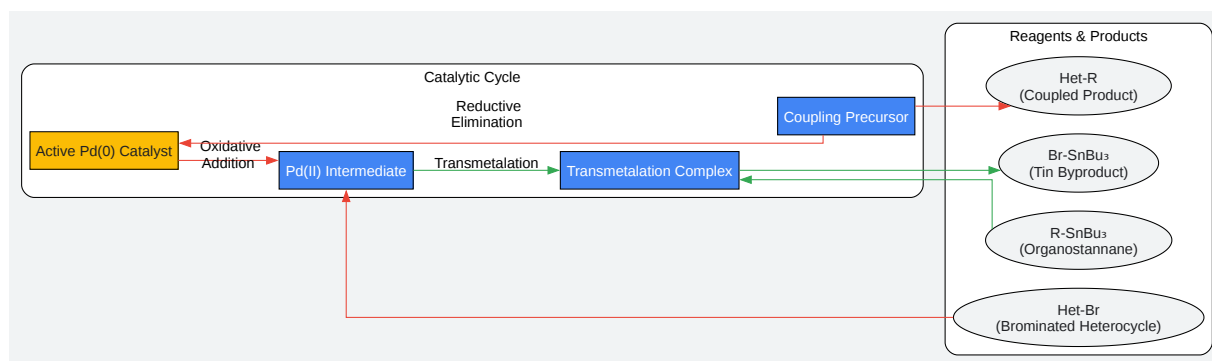 Reagents & Products
Catalytic Cycle
Het-R
(Coupled Product)
Reductive
Elimination
Coupling Precursor
Active Pd(0) Catalyst
Oxidative
Addition
Pd(II) Intermediate
Transmetalation
Transmetalation Complex
Br-SnBu₃
(Tin Byproduct)
R-SnBu₃
(Organostannane)
Het-Br
(Brominated Heterocycle)